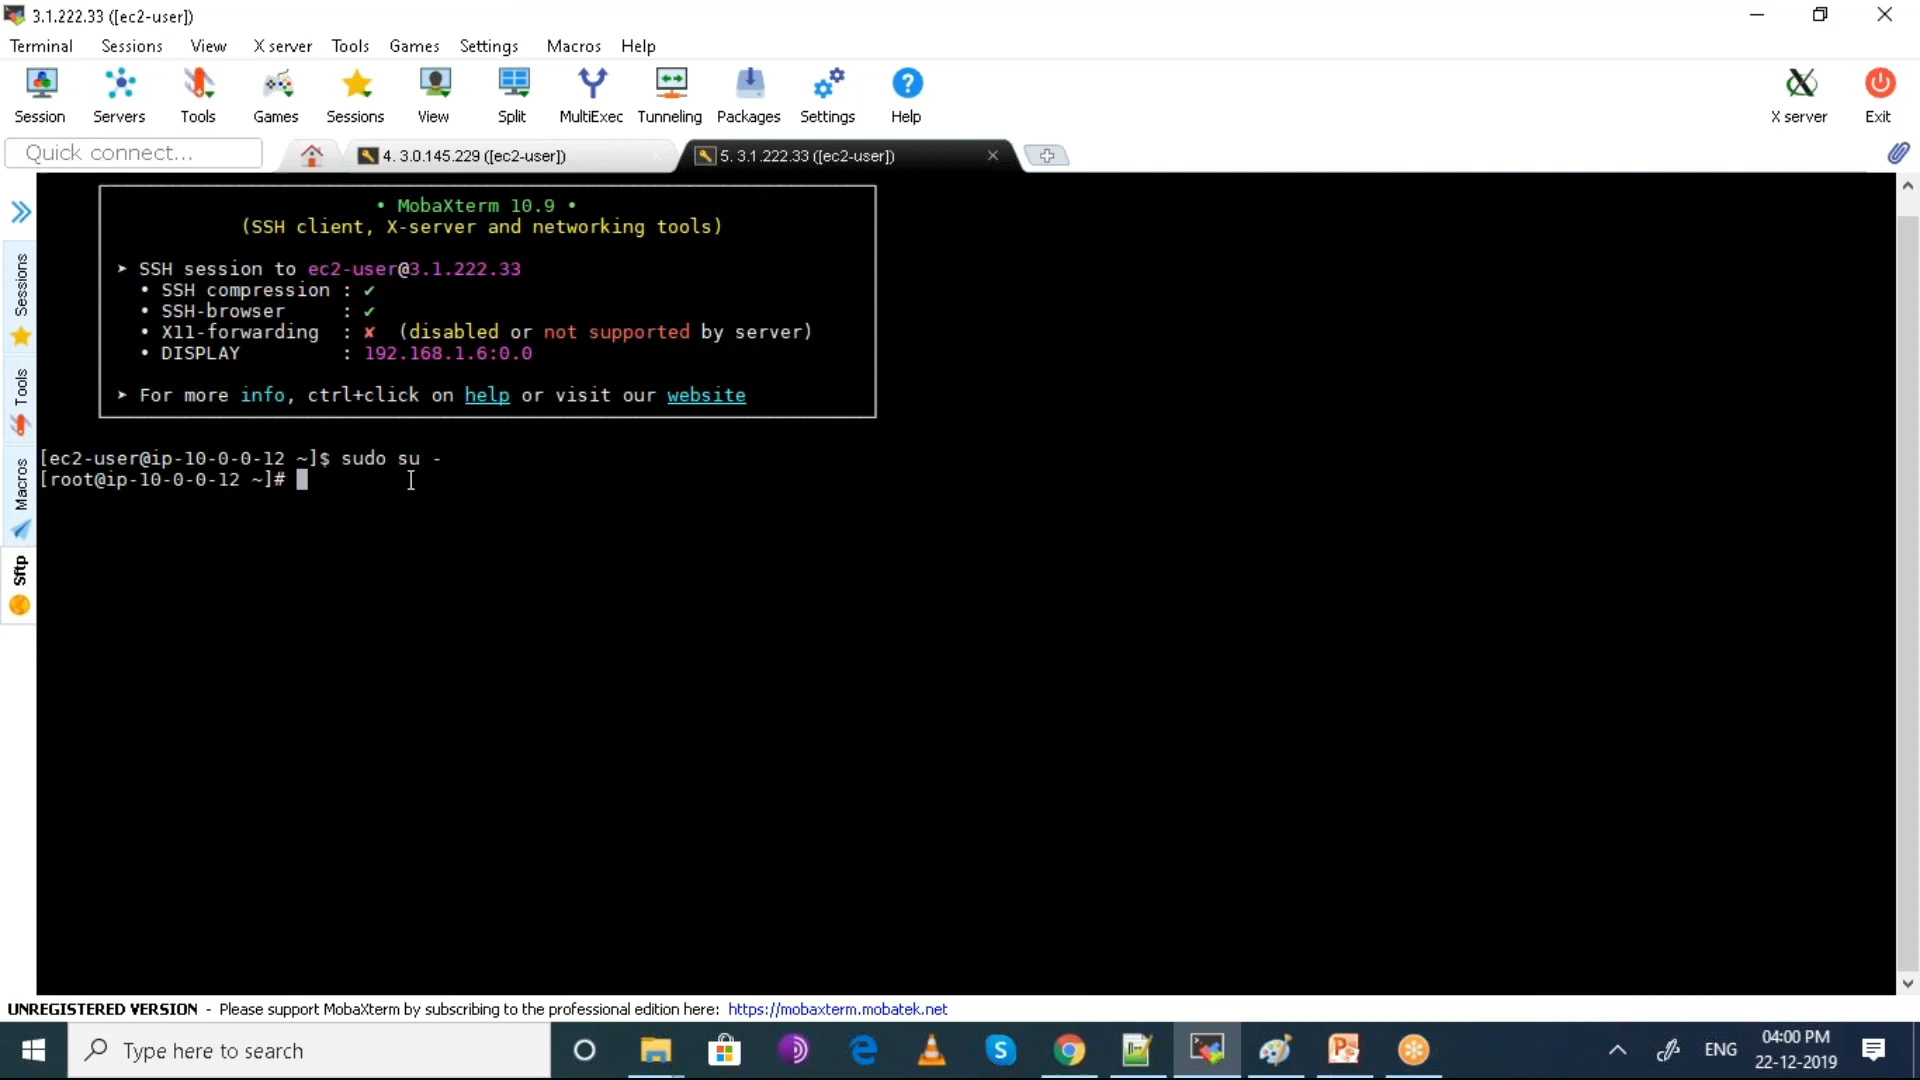 3.1.222.33 ([ec2-user])
Terminal Sessions View X server Tools Games Settings Macros Help
Session Servers Tools Games Sessions View Split MultiExec Tunneling Packages Settings Help X server Exit
Quick connect... 4. 3.0.145.229 ([ec2-user]) 5. 3.1.222.33 ([ec2-user])
Sessions
Tools
Macros
Sftp
• MobaXterm 10.9 •
(SSH client, X-server and networking tools)
➤ SSH session to ec2-user@3.1.222.33
• SSH compression : ✔
• SSH-browser : ✔
• X11-forwarding : ✘ (disabled or not supported by server)
• DISPLAY : 192.168.1.6:0.0
➤ For more info, ctrl+click on help or visit our website
[ec2-user@ip-10-0-0-12 ~]$ sudo su -
[root@ip-10-0-0-12 ~]#
UNREGISTERED VERSION - Please support MobaXterm by subscribing to the professional edition here: https://mobaxterm.mobatek.net
Type here to search
ENG
04:00 PM
22-12-2019